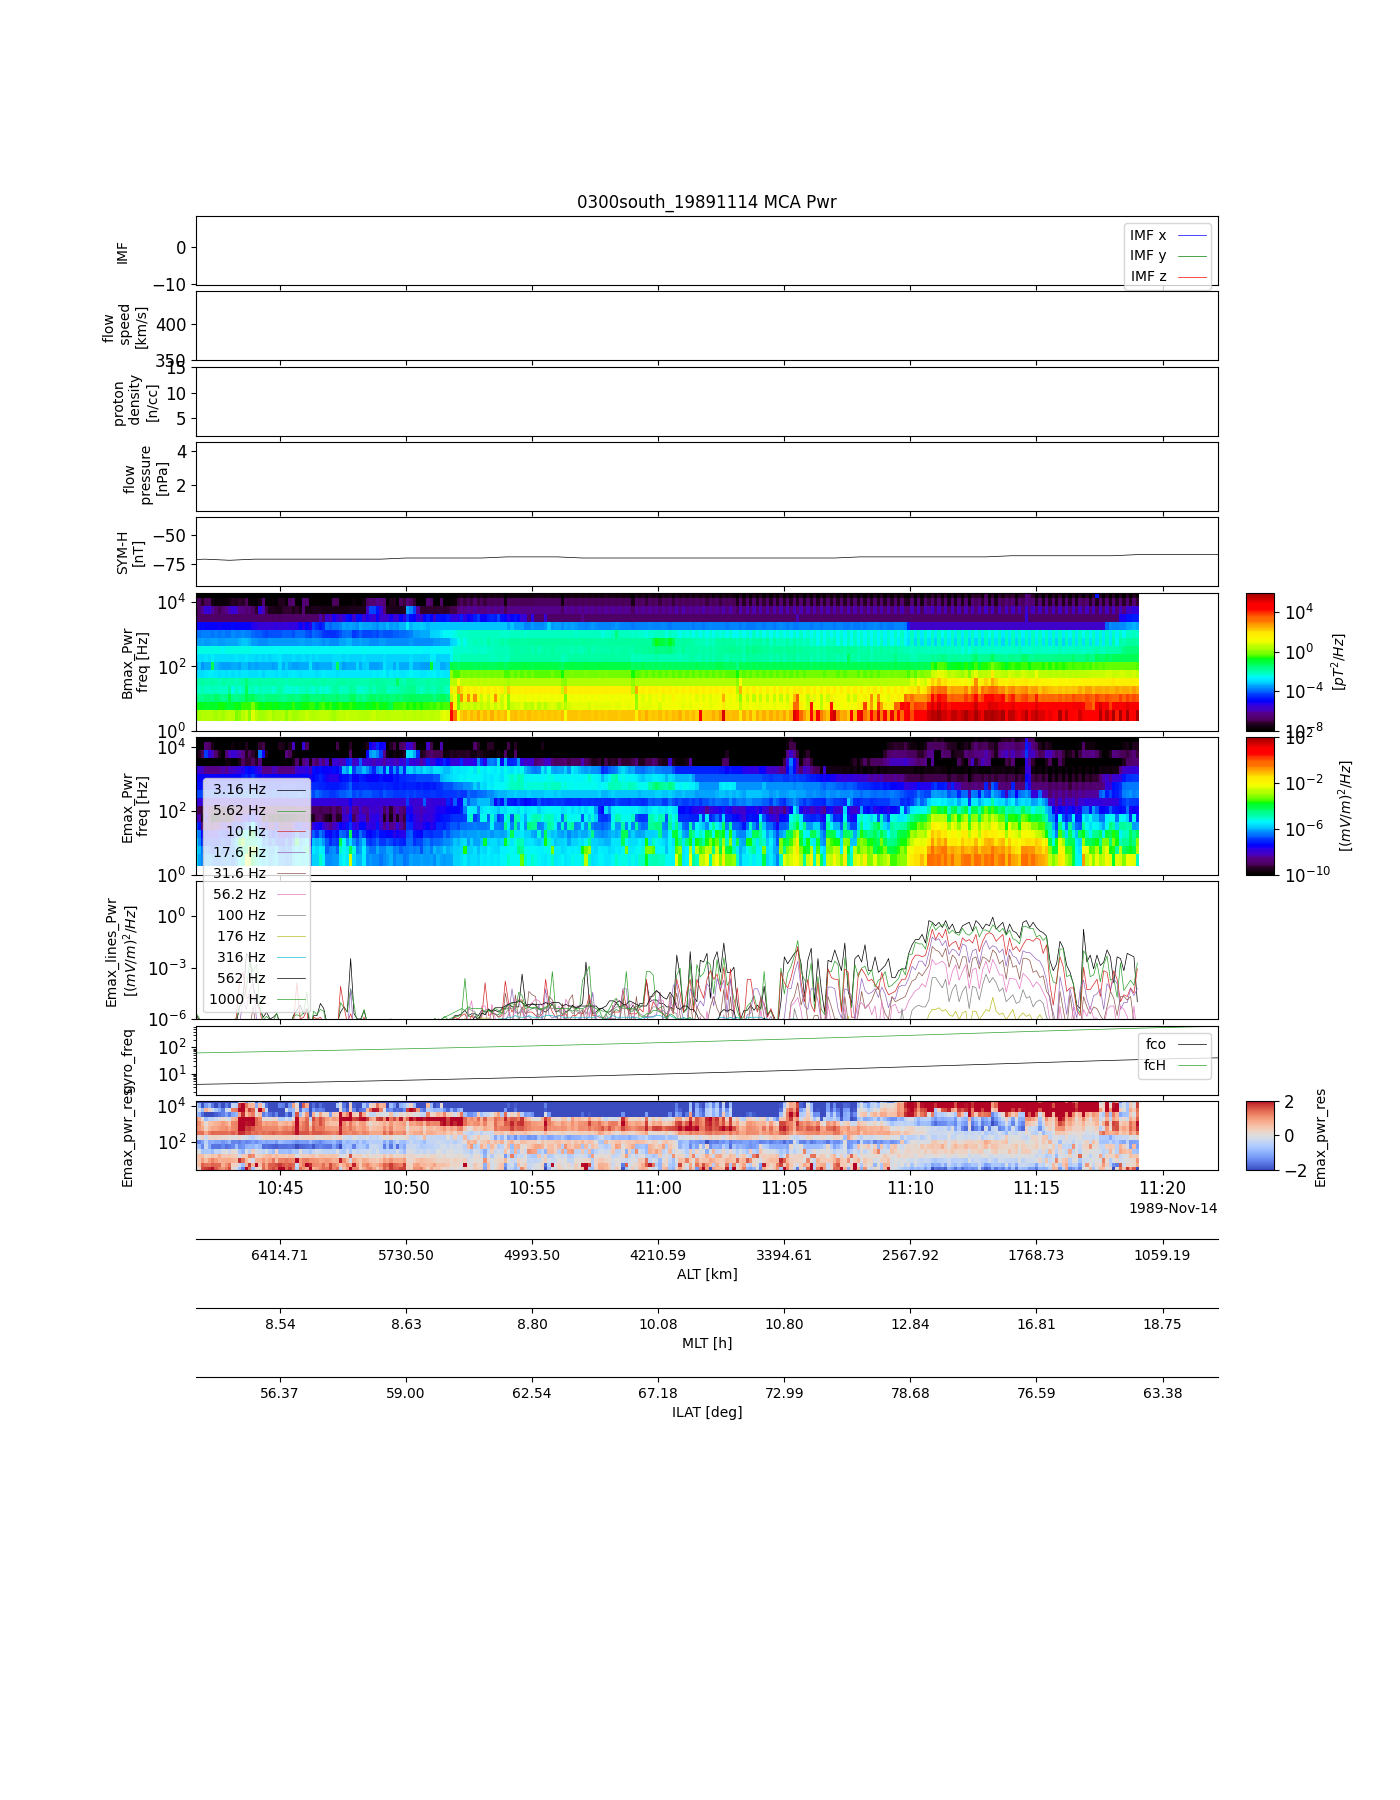 0300south_19891114 MCA Pwr
IMF
0
−10
IMF x
IMF y
IMF z
flow
speed
[km/s]
400
350
proton
density
[n/cc]
15
10
5
flow
pressure
[nPa]
4
2
SYM-H
[nT]
−50
−75
Bmax_Pwr
freq [Hz]
10^4
10^2
10^0
10^4
10^0
10^−4
10^−8
[pT^2/Hz]
Emax_Pwr
freq [Hz]
10^4
10^2
10^0
10^2
10^−2
10^−6
10^−10
[(mV/m)^2/Hz]
3.16 Hz
5.62 Hz
10 Hz
17.6 Hz
31.6 Hz
56.2 Hz
100 Hz
176 Hz
316 Hz
562 Hz
1000 Hz
Emax_lines_Pwr
[(mV/m)^2/Hz]
10^0
10^−3
10^−6
gyro_freq
10^2
10^1
fco
fcH
Emax_pwr_res
10^4
10^2
2
0
−2
Emax_pwr_res
10:45 10:50 10:55 11:00 11:05 11:10 11:15 11:20
1989-Nov-14
6414.71 5730.50 4993.50 4210.59 3394.61 2567.92 1768.73 1059.19
ALT [km]
8.54 8.63 8.80 10.08 10.80 12.84 16.81 18.75
MLT [h]
56.37 59.00 62.54 67.18 72.99 78.68 76.59 63.38
ILAT [deg]